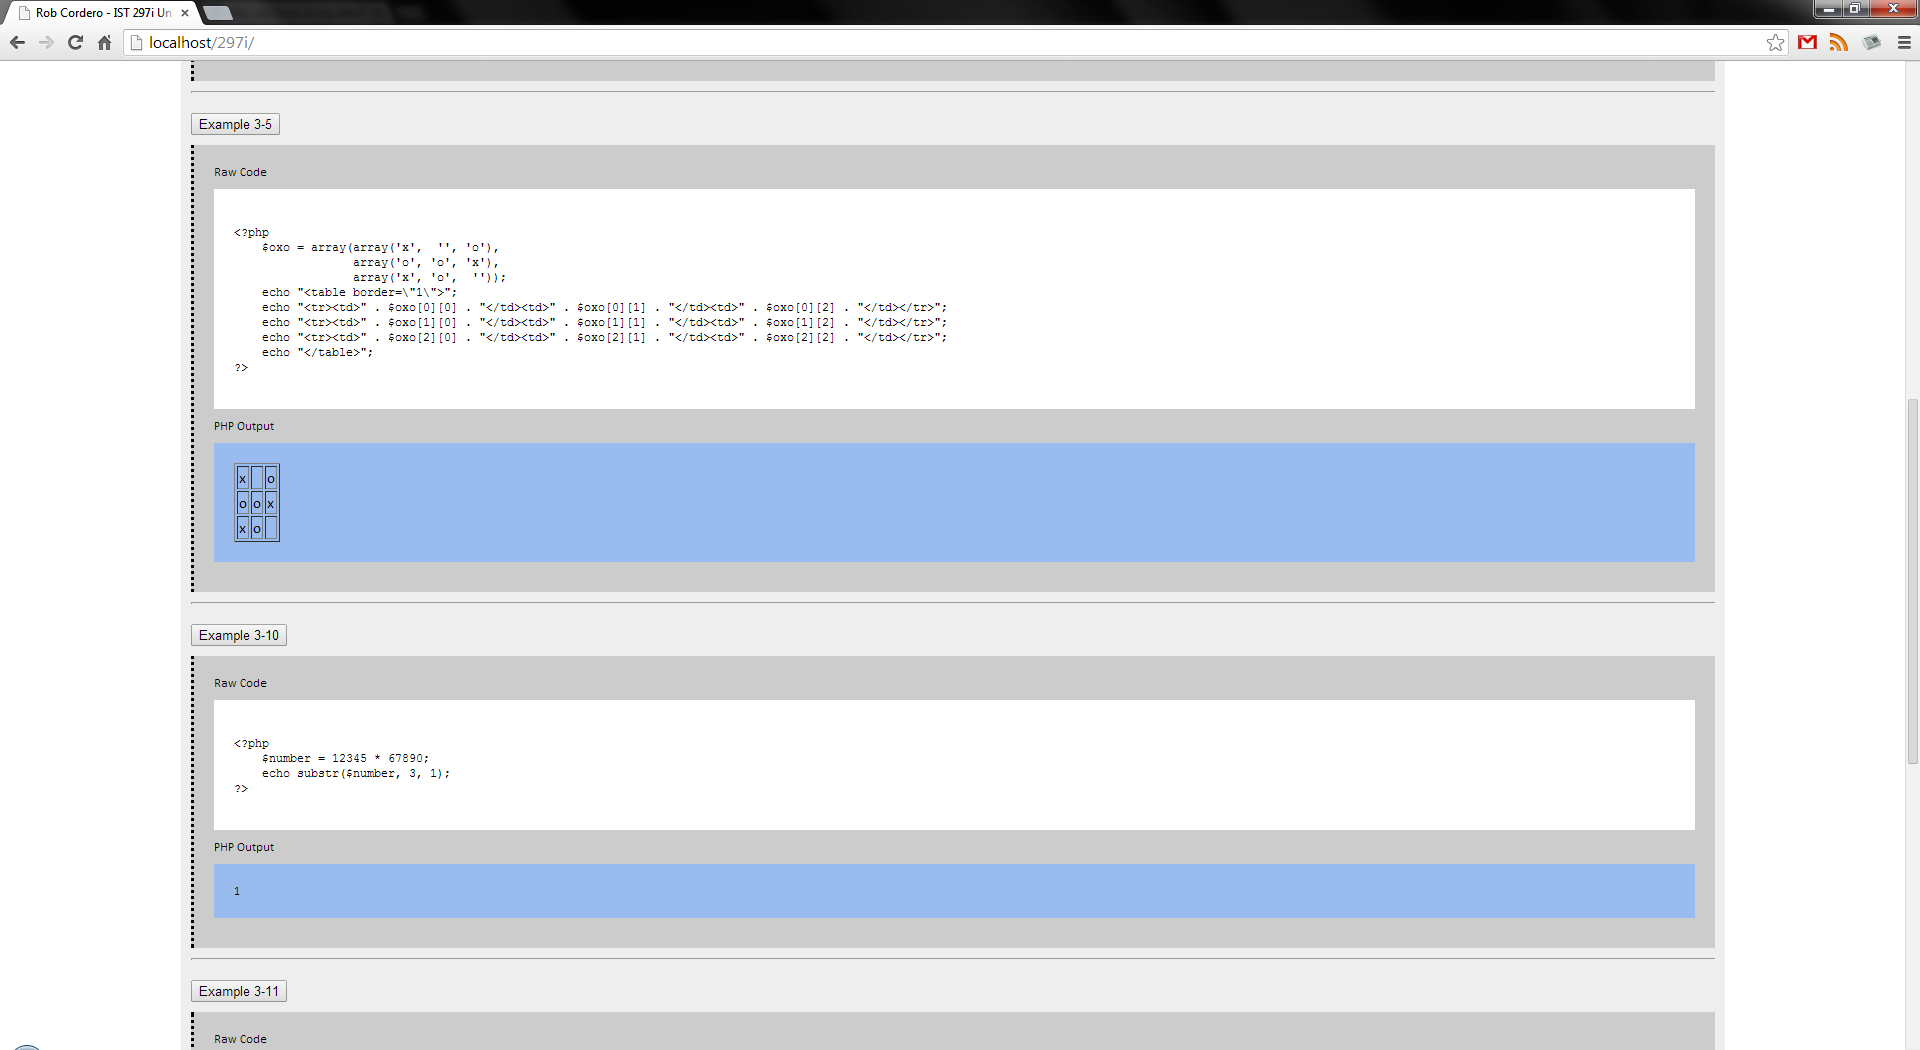 Rob Cordero - IST 297i Un
localhost/297i/
Example 3-5
Raw Code
<?php
    $oxo = array(array('x',  '', 'o'),
                 array('o', 'o', 'x'),
                 array('x', 'o',  ''));
    echo "<table border=\"1\">";
    echo "<tr><td>" . $oxo[0][0] . "</td><td>" . $oxo[0][1] . "</td><td>" . $oxo[0][2] . "</td></tr>";
    echo "<tr><td>" . $oxo[1][0] . "</td><td>" . $oxo[1][1] . "</td><td>" . $oxo[1][2] . "</td></tr>";
    echo "<tr><td>" . $oxo[2][0] . "</td><td>" . $oxo[2][1] . "</td><td>" . $oxo[2][2] . "</td></tr>";
    echo "</table>";
?>
PHP Output
x  o
o o x
x o
Example 3-10
Raw Code
<?php
    $number = 12345 * 67890;
    echo substr($number, 3, 1);
?>
PHP Output
1
Example 3-11
Raw Code